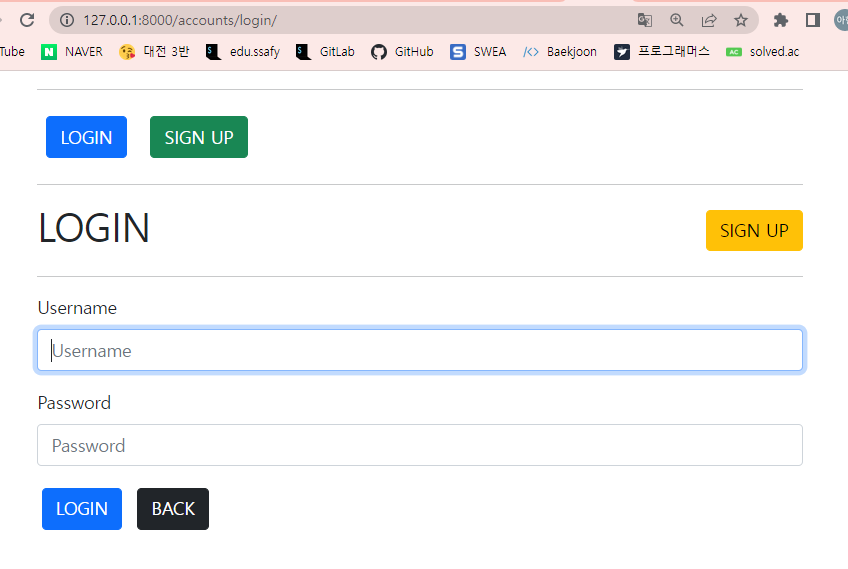 127.0.0.1:8000/accounts/login/
Tube NAVER 대전 3반 edu.ssafy GitLab GitHub SWEA Baekjoon 프로그래머스 solved.ac
LOGIN SIGN UP
LOGIN SIGN UP
Username
Username
Password
Password
LOGIN BACK